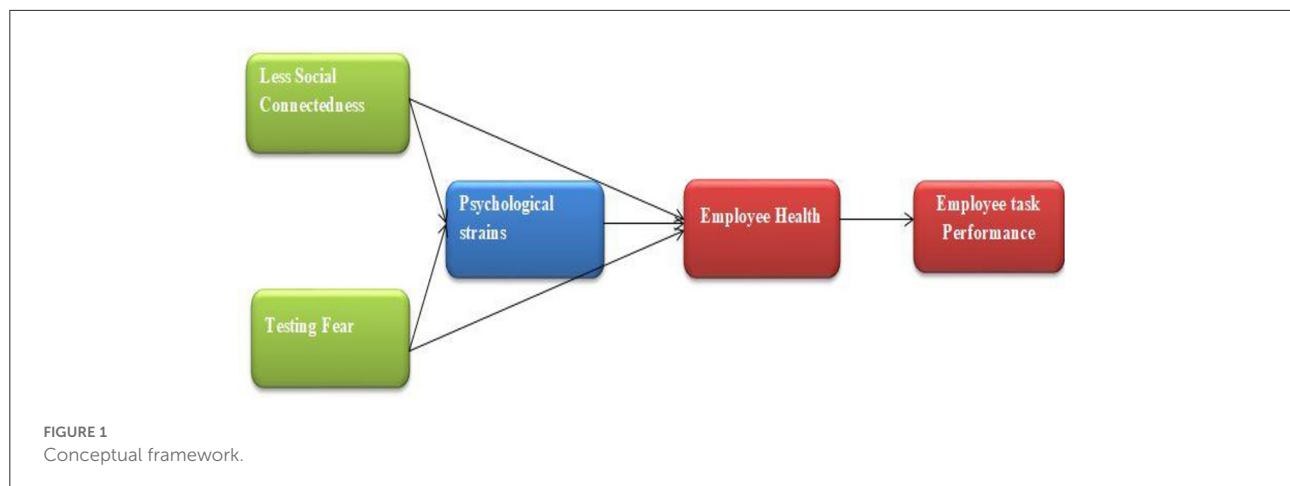 Less Social
Connectedness
Psychological
strains
Employee Health
Employee task
Performance
Testing Fear
FIGURE 1
Conceptual framework.